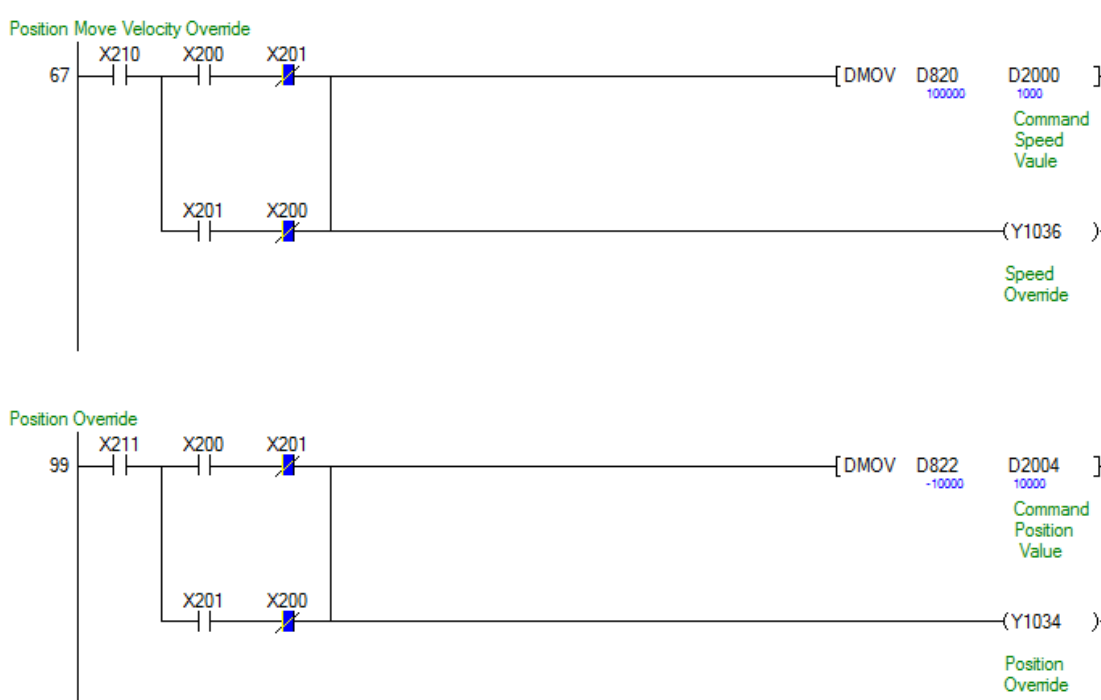 Position Move Velocity Override
X210 X200 X201
67 [DMOV D820 D2000 ]
100000 1000
Command
Speed
Vaule
X201 X200
(Y1036 )
Speed
Override
Position Override
X211 X200 X201
99 [DMOV D822 D2004 ]
-10000 10000
Command
Position
Value
X201 X200
(Y1034 )
Position
Override